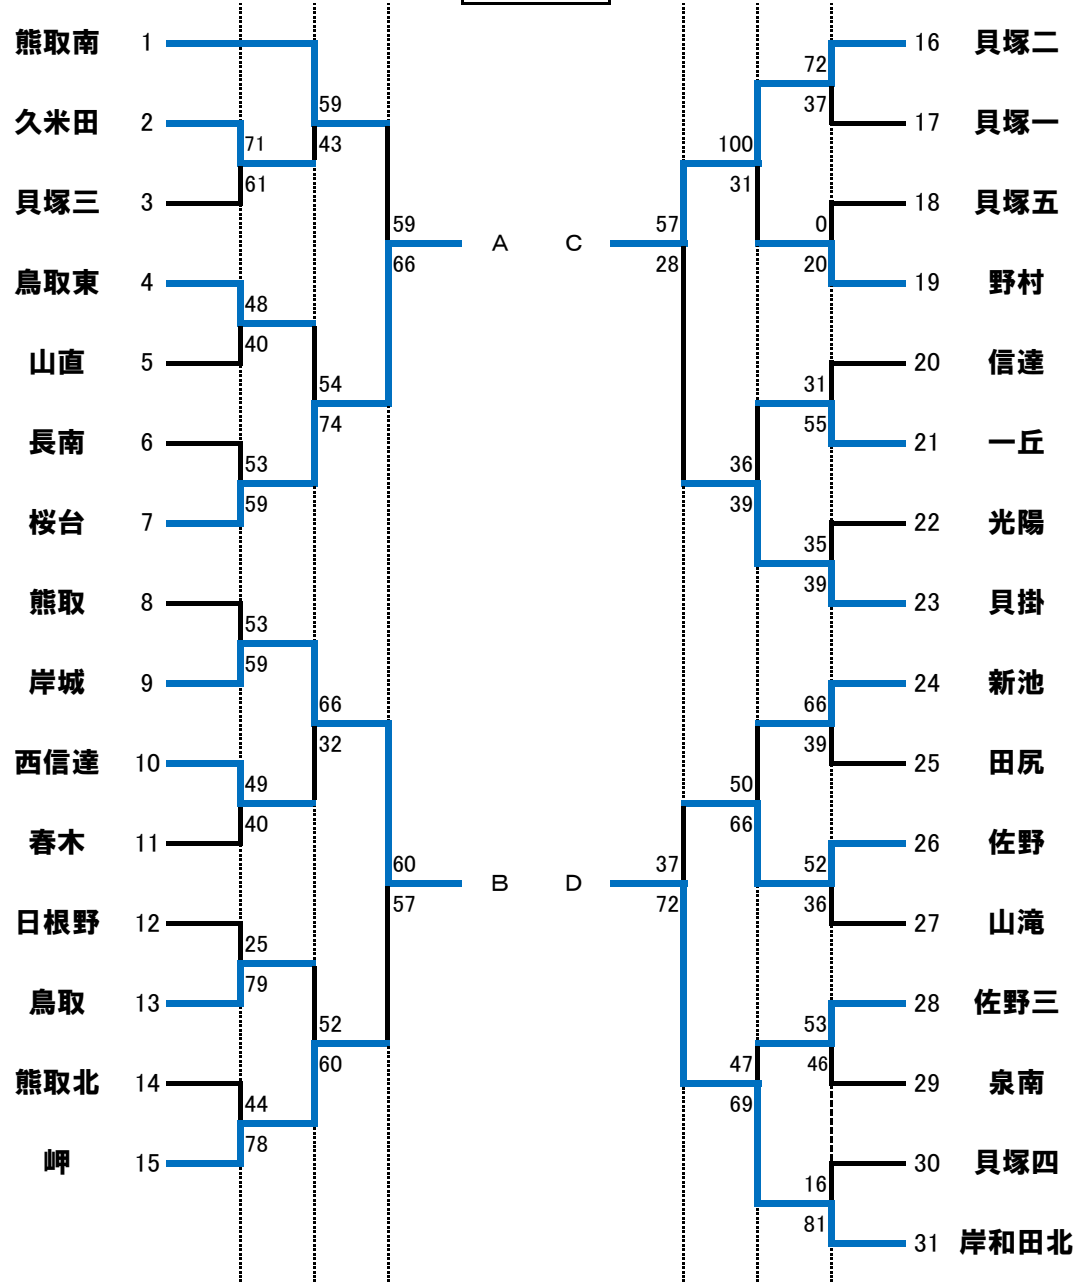 熊取南 1 16 貝塚二
72
59 37
久米田 2 17 貝塚一
71 43 100
61 31
貝塚三 3 18 貝塚五
59 57 0
A C
66 28 20
鳥取東 4 19 野村
48
40
山直 5 20 信達
54 31
74 55
長南 6 21 一丘
53 36
59 39
桜台 7 22 光陽
35
39
熊取 8 23 貝掛
53
59
岸城 9 24 新池
66 66
32 39
西信達 10 25 田尻
49 50
40 66
春木 11 26 佐野
60 37 52
B D
57 72 36
日根野 12 27 山滝
25
79
鳥取 13 28 佐野三
52 53
60 47 46
熊取北 14 29 泉南
44 69
78
岬 15 30 貝塚四
16
81
31 岸和田北